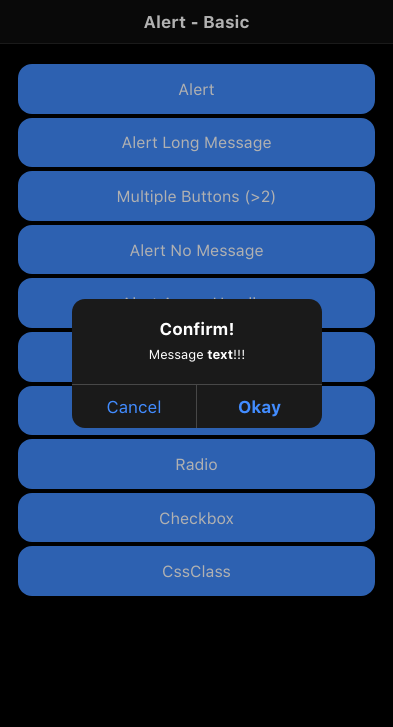 Alert - Basic
Alert
Alert Long Message
Multiple Buttons (>2)
Alert No Message
Confirm!
Message text!!!
Cancel
Okay
Radio
Checkbox
CssClass